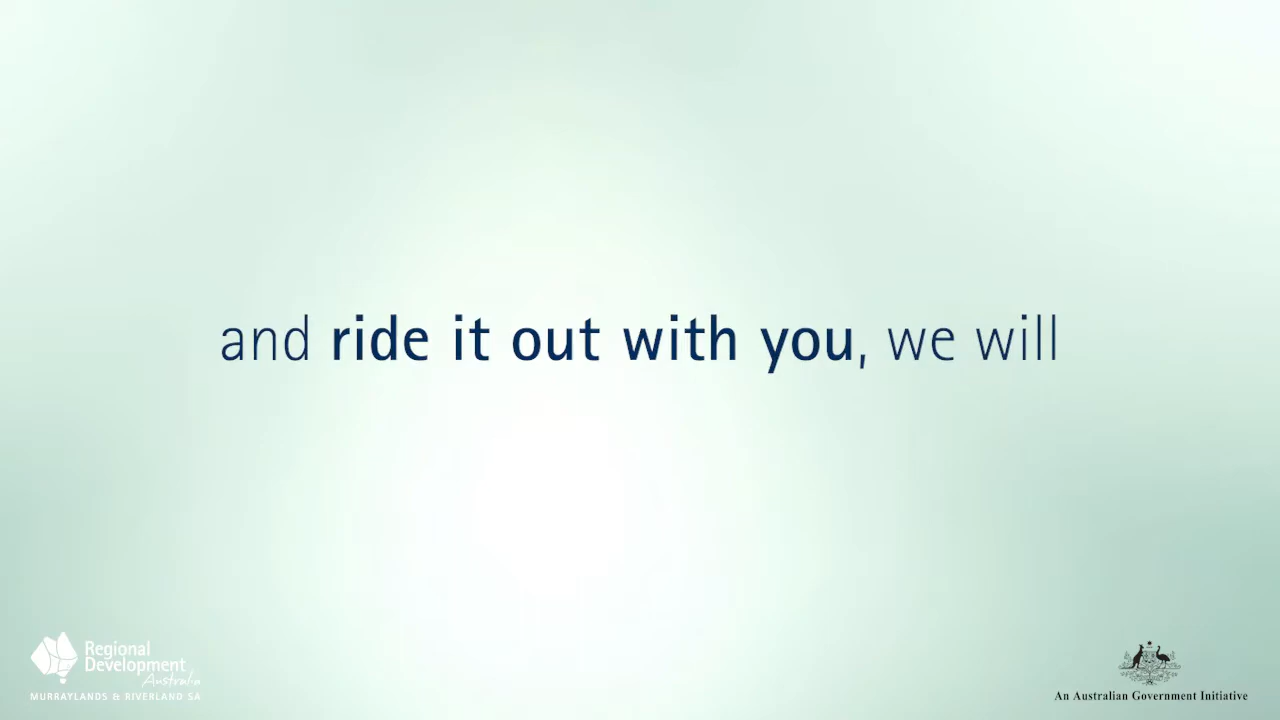 and ride it out with you, we will
Regional
Development
Australia
MURRAYLANDS & RIVERLAND SA
An Australian Government Initiative